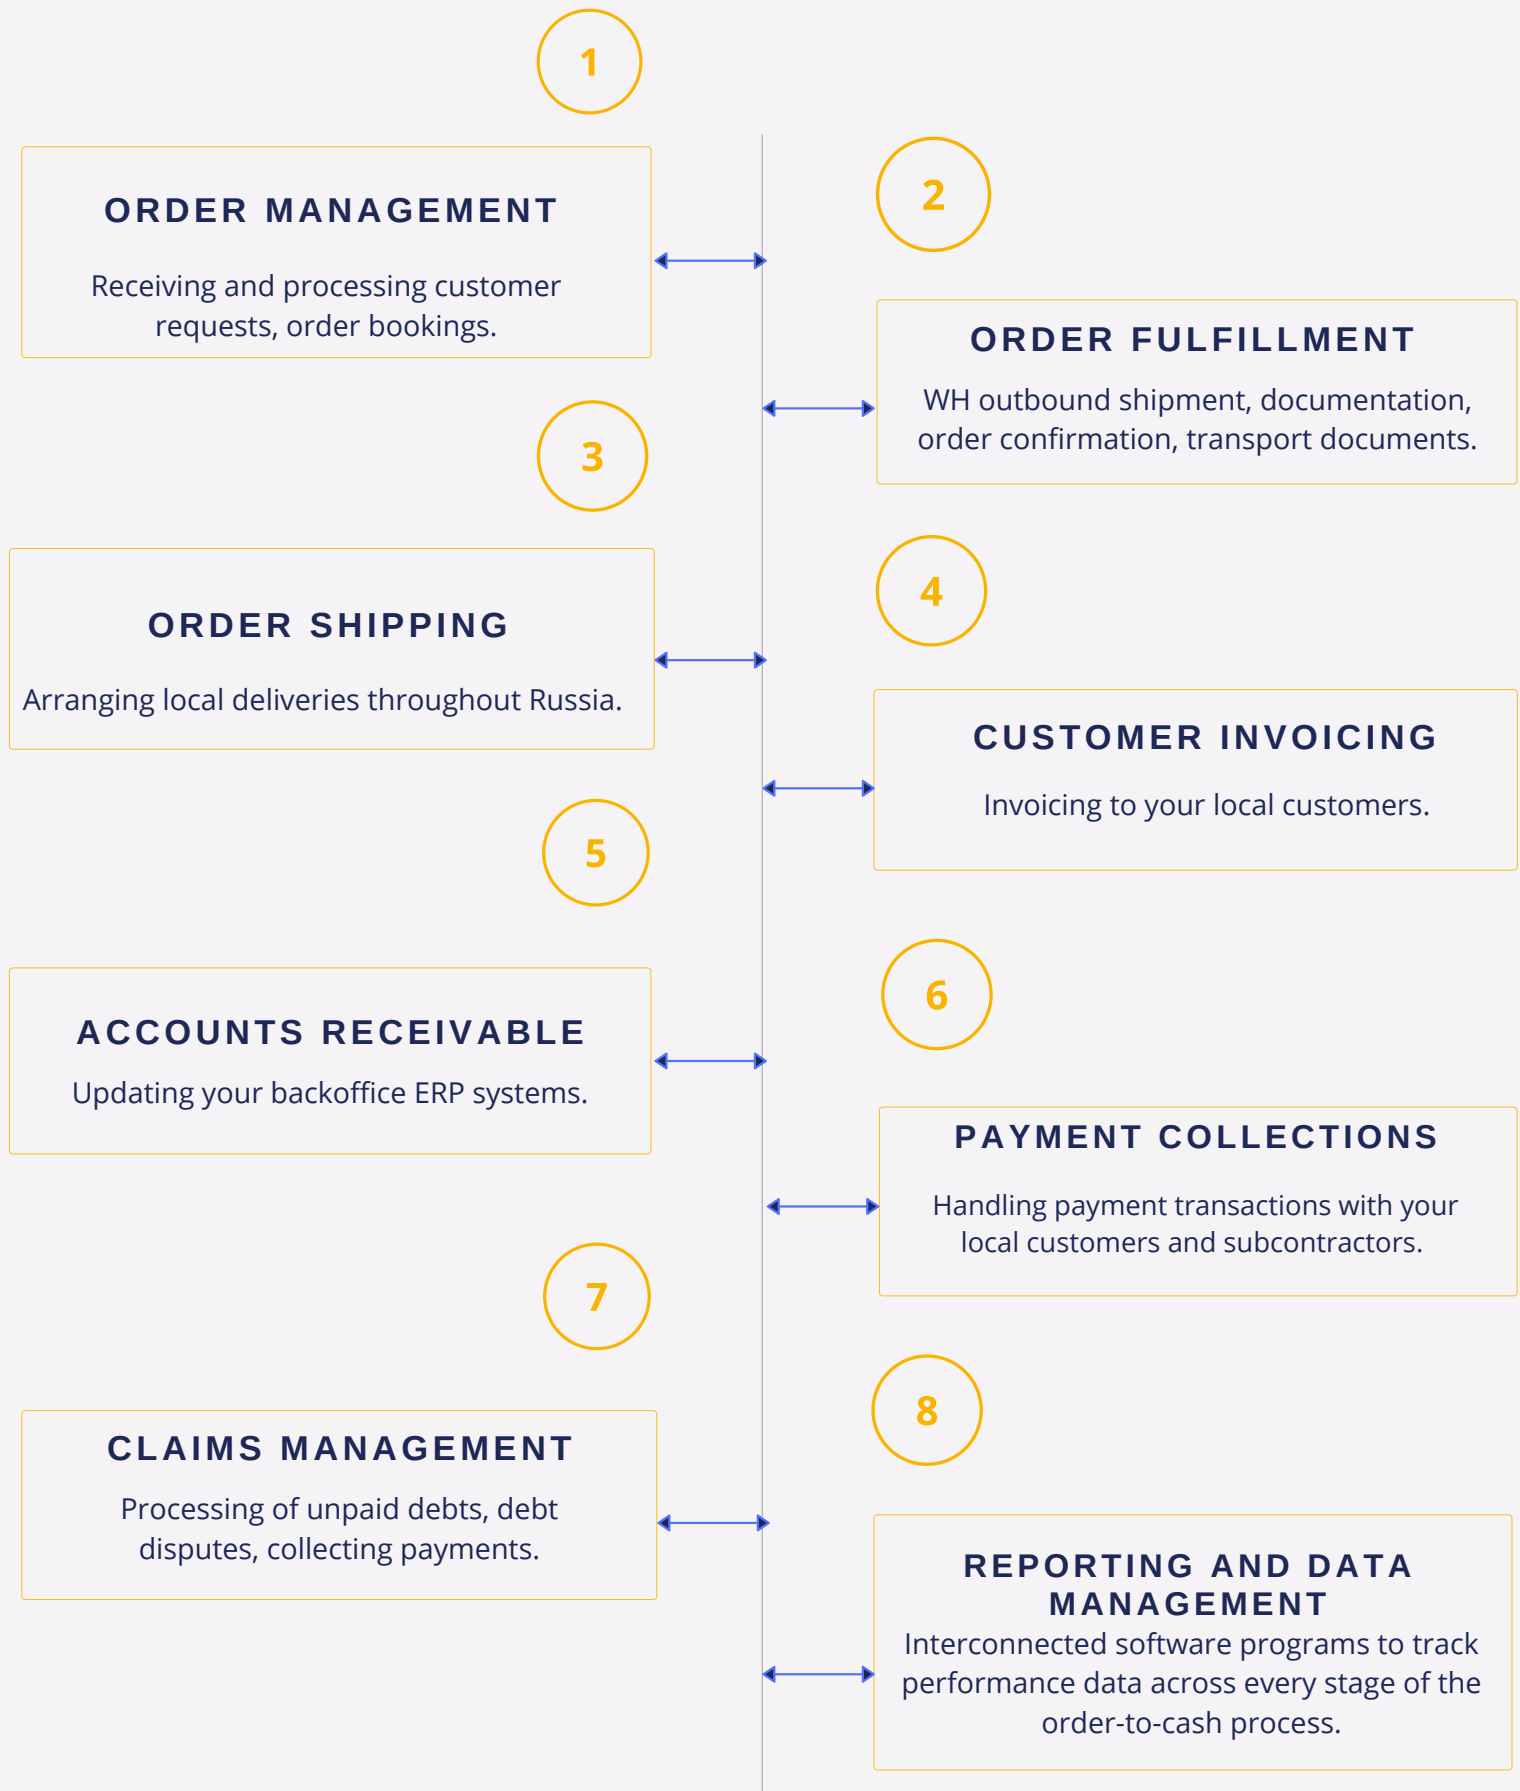 1
ORDER MANAGEMENT
Receiving and processing customer
requests, order bookings.
2
ORDER FULFILLMENT
WH outbound shipment, documentation,
order confirmation, transport documents.
3
ORDER SHIPPING
Arranging local deliveries throughout Russia.
4
CUSTOMER INVOICING
Invoicing to your local customers.
5
ACCOUNTS RECEIVABLE
Updating your backoffice ERP systems.
6
PAYMENT COLLECTIONS
Handling payment transactions with your
local customers and subcontractors.
7
CLAIMS MANAGEMENT
Processing of unpaid debts, debt
disputes, collecting payments.
8
REPORTING AND DATA
MANAGEMENT
Interconnected software programs to track
performance data across every stage of the
order-to-cash process.